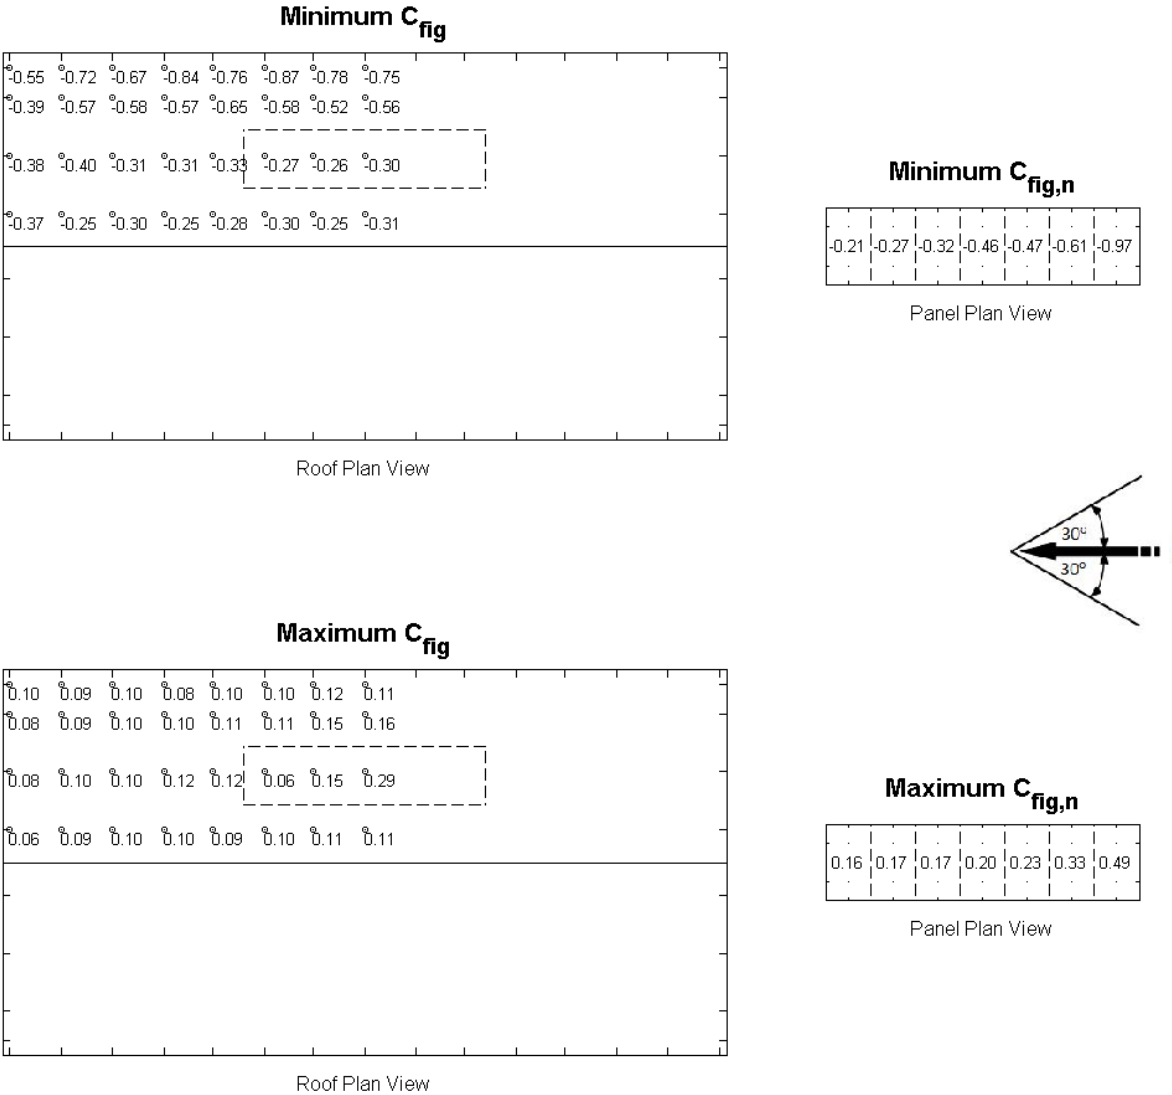 Minimum C_fig
-0.55 -0.72 -0.67 -0.84 -0.76 -0.87 -0.78 -0.75
-0.39 -0.57 -0.58 -0.57 -0.65 -0.58 -0.52 -0.56
-0.38 -0.40 -0.31 -0.31 -0.33 -0.27 -0.26 -0.30
-0.37 -0.25 -0.30 -0.25 -0.28 -0.30 -0.25 -0.31
Roof Plan View
Minimum C_fig,n
-0.21 -0.27 -0.32 -0.46 -0.47 -0.61 -0.97
Panel Plan View
30°
30°
Maximum C_fig
0.10 0.09 0.10 0.08 0.10 0.10 0.12 0.11
0.08 0.09 0.10 0.10 0.11 0.11 0.15 0.16
0.08 0.10 0.10 0.12 0.12 0.06 0.15 0.29
0.06 0.09 0.10 0.10 0.09 0.10 0.11 0.11
Roof Plan View
Maximum C_fig,n
0.16 0.17 0.17 0.20 0.23 0.33 0.49
Panel Plan View